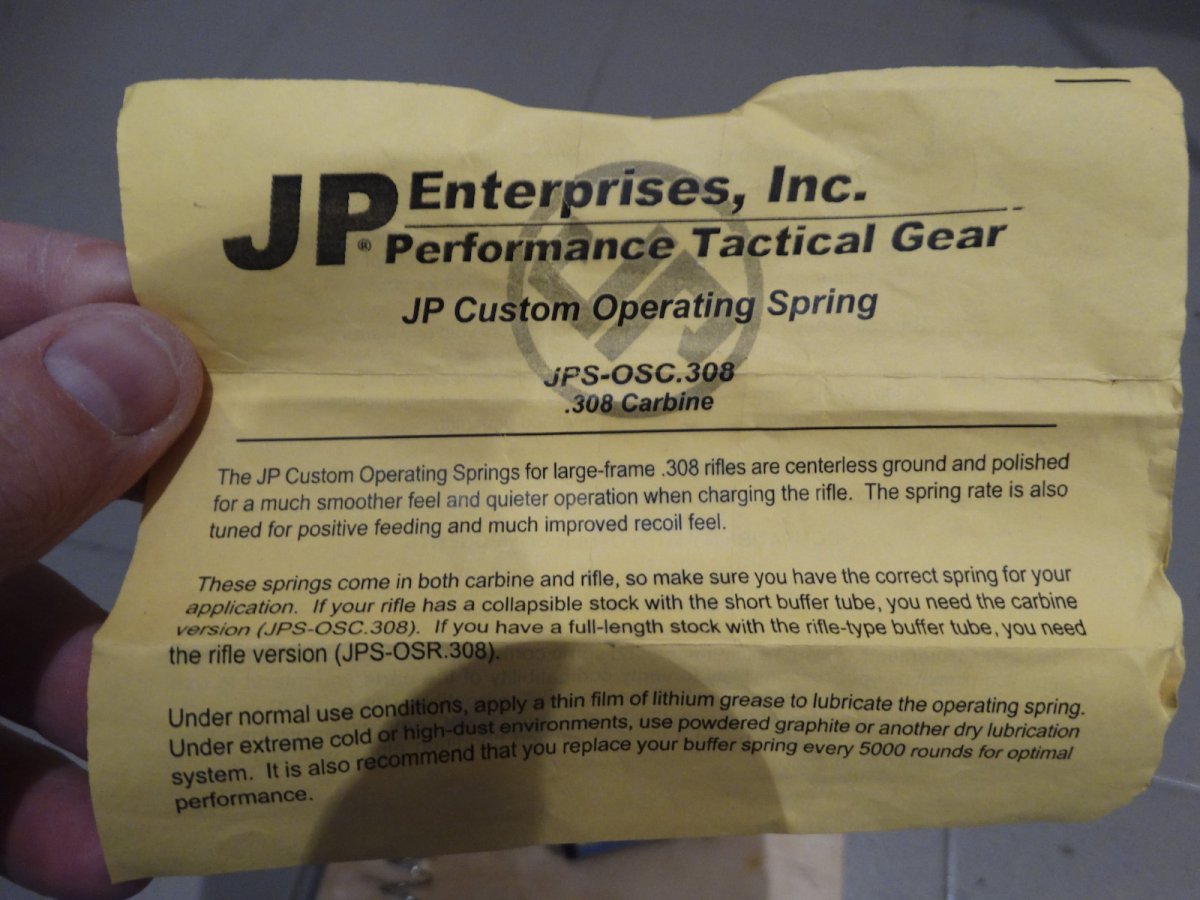 JP® Enterprises, Inc.
Performance Tactical Gear
JP Custom Operating Spring
JPS-OSC.308
.308 Carbine
The JP Custom Operating Springs for large-frame .308 rifles are centerless ground and polished
for a much smoother feel and quieter operation when charging the rifle. The spring rate is also
tuned for positive feeding and much improved recoil feel.
These springs come in both carbine and rifle, so make sure you have the correct spring for your
application. If your rifle has a collapsible stock with the short buffer tube, you need the carbine
version (JPS-OSC.308). If you have a full-length stock with the rifle-type buffer tube, you need
the rifle version (JPS-OSR.308).
Under normal use conditions, apply a thin film of lithium grease to lubricate the operating spring.
Under extreme cold or high-dust environments, use powdered graphite or another dry lubrication
system. It is also recommend that you replace your buffer spring every 5000 rounds for optimal
performance.